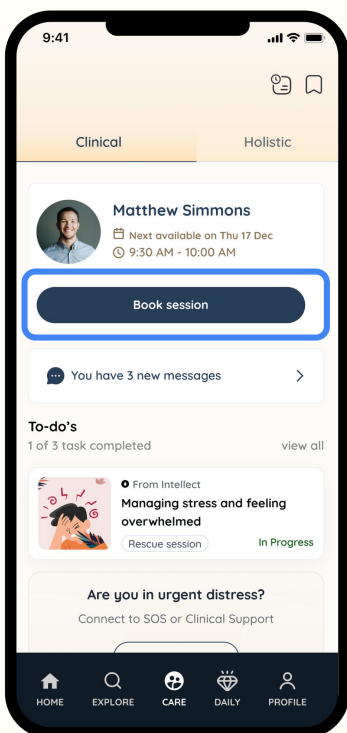 9:41
Clinical
Holistic
Matthew Simmons
Next available on Thu 17 Dec
9:30 AM - 10:00 AM
Book session
You have 3 new messages
To-do's
1 of 3 task completed
view all
From Intellect
Managing stress and feeling
overwhelmed
Rescue session
In Progress
Are you in urgent distress?
Connect to SOS or Clinical Support
HOME
EXPLORE
CARE
DAILY
PROFILE